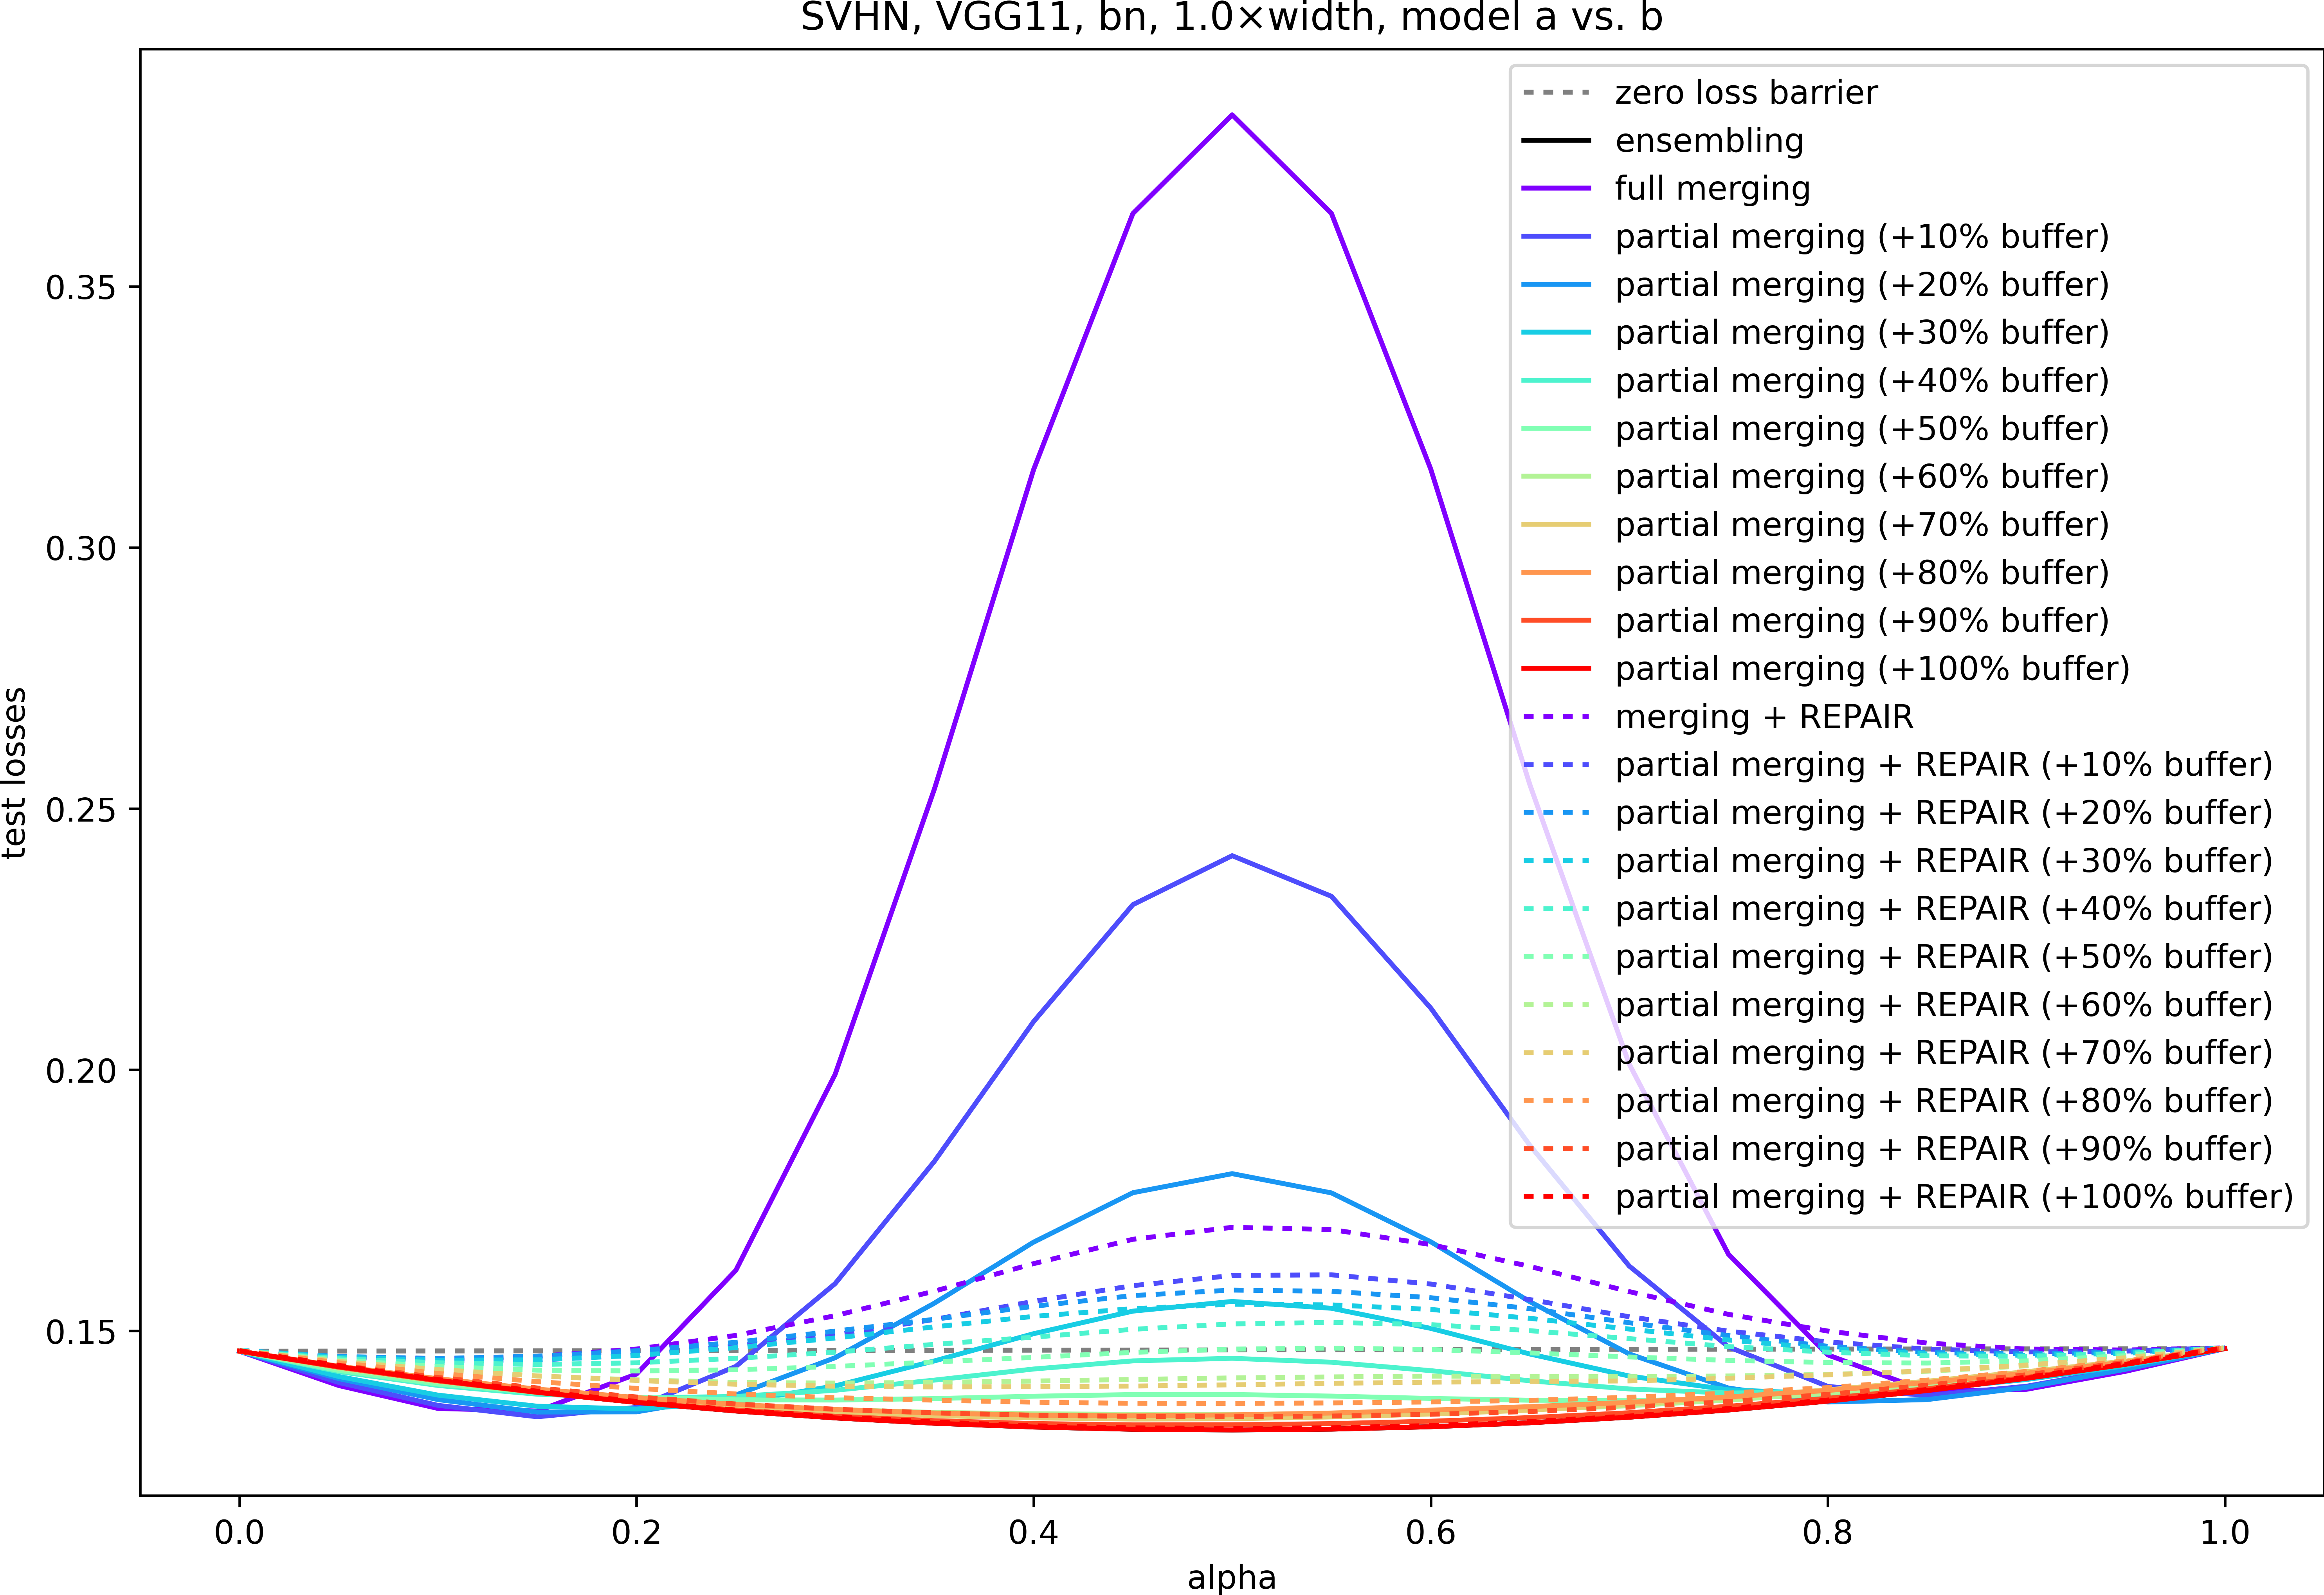 SVHN, VGG11, bn, 1.0×width, model a vs. b
zero loss barrier
ensembling
full merging
partial merging (+10% buffer)
partial merging (+20% buffer)
partial merging (+30% buffer)
partial merging (+40% buffer)
partial merging (+50% buffer)
partial merging (+60% buffer)
partial merging (+70% buffer)
partial merging (+80% buffer)
partial merging (+90% buffer)
partial merging (+100% buffer)
merging + REPAIR
partial merging + REPAIR (+10% buffer)
partial merging + REPAIR (+20% buffer)
partial merging + REPAIR (+30% buffer)
partial merging + REPAIR (+40% buffer)
partial merging + REPAIR (+50% buffer)
partial merging + REPAIR (+60% buffer)
partial merging + REPAIR (+70% buffer)
partial merging + REPAIR (+80% buffer)
partial merging + REPAIR (+90% buffer)
partial merging + REPAIR (+100% buffer)
test losses
0.35
0.30
0.25
0.20
0.15
0.0 0.2 0.4 0.6 0.8 1.0
alpha